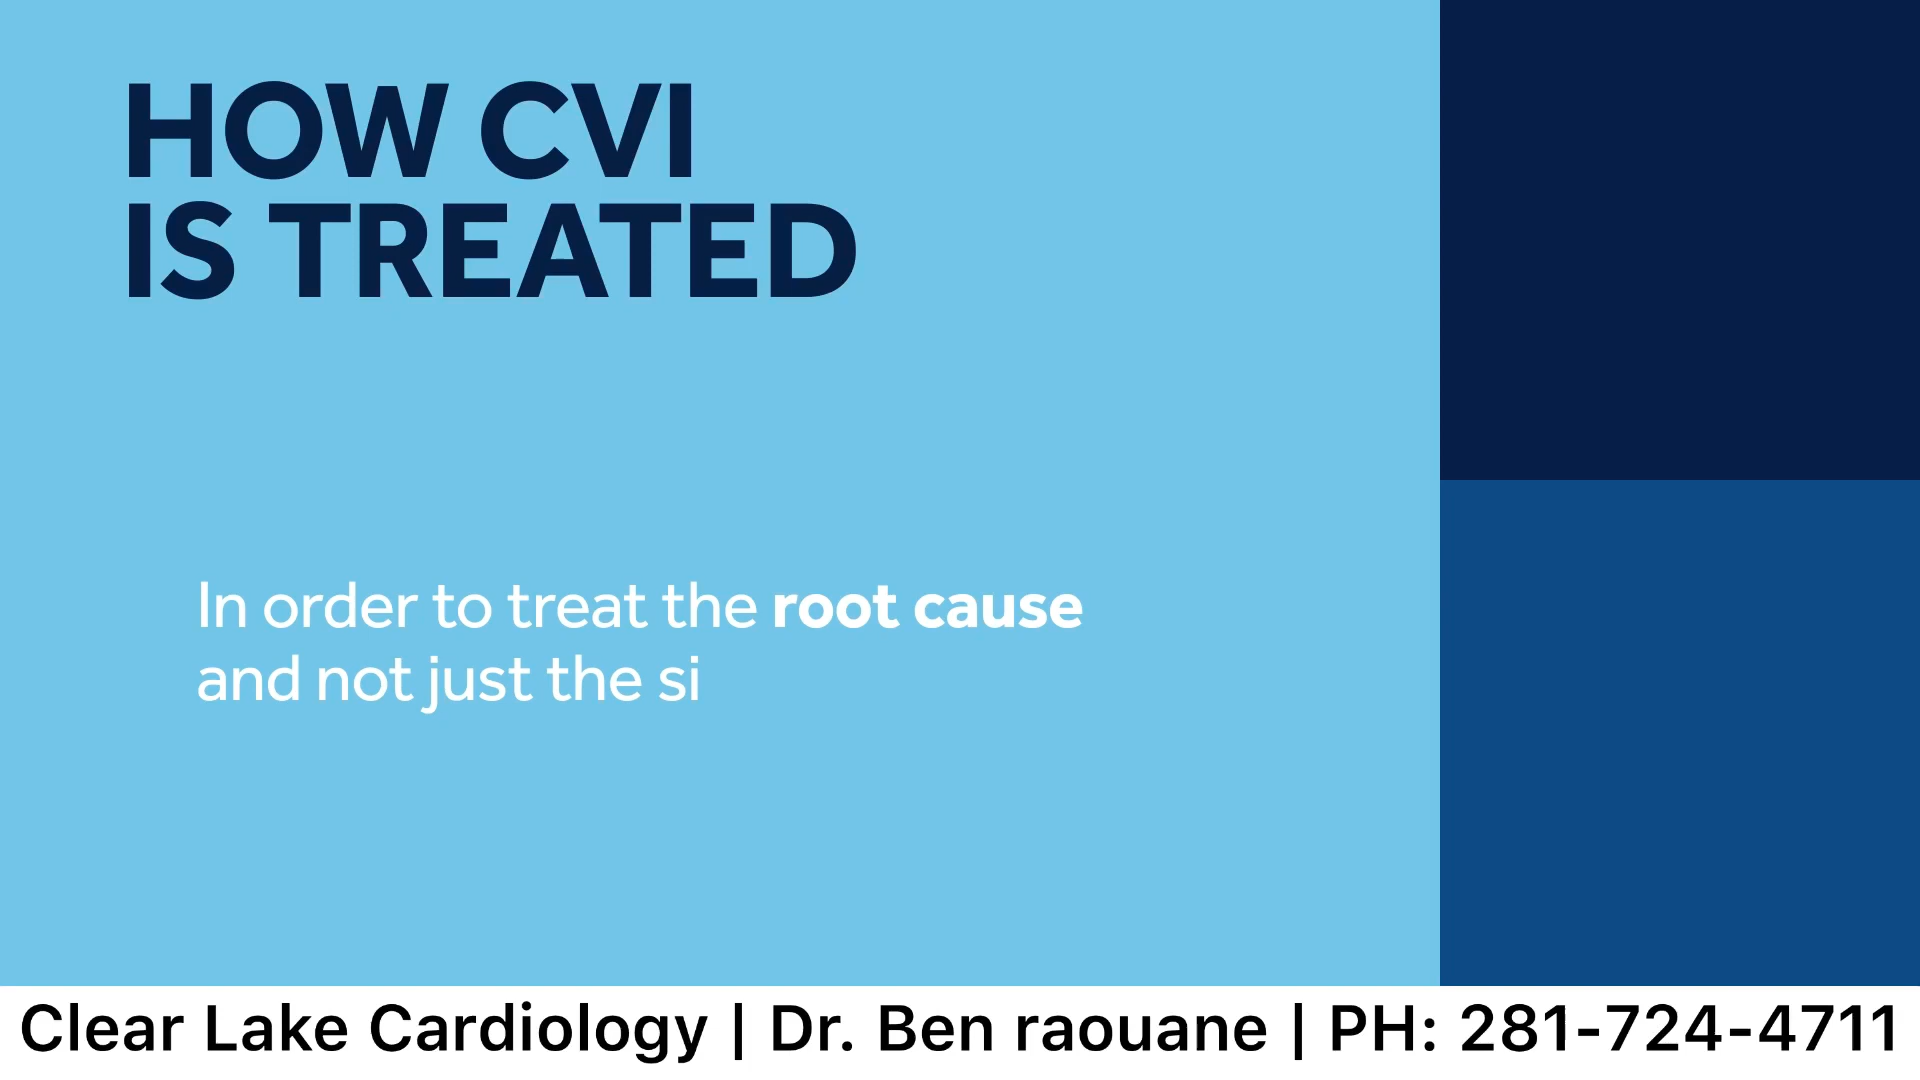 HOW CVI
IS TREATED
In order to treat the root cause
and not just the si
Clear Lake Cardiology | Dr. Ben raouane | PH: 281-724-4711